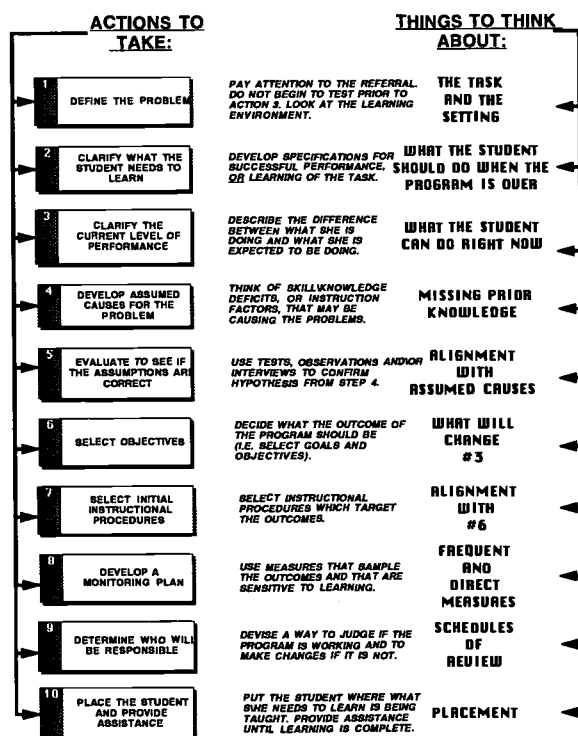 ACTIONS TO
TAKE:
THINGS TO THINK
ABOUT:
1
DEFINE THE PROBLEM
PAY ATTENTION TO THE REFERRAL.
DO NOT BEGIN TO TEST PRIOR TO
ACTION 3. LOOK AT THE LEARNING
ENVIRONMENT.
THE TASK
AND THE
SETTING
2
CLARIFY WHAT THE
STUDENT NEEDS TO
LEARN
DEVELOP SPECIFICATIONS FOR
SUCCESSFUL PERFORMANCE,
OR LEARNING OF THE TASK.
WHAT THE STUDENT
SHOULD DO WHEN THE
PROGRAM IS OVER
3
CLARIFY THE
CURRENT LEVEL OF
PERFORMANCE
DESCRIBE THE DIFFERENCE
BETWEEN WHAT SHE IS
DOING AND WHAT SHE IS
EXPECTED TO BE DOING.
WHAT THE STUDENT
CAN DO RIGHT NOW
4
DEVELOP ASSUMED
CAUSES FOR THE
PROBLEM
THINK OF SKILL/KNOWLEDGE
DEFICITS, OR INSTRUCTION
FACTORS, THAT MAY BE
CAUSING THE PROBLEMS.
MISSING PRIOR
KNOWLEDGE
5
EVALUATE TO SEE IF
THE ASSUMPTIONS ARE
CORRECT
USE TESTS, OBSERVATIONS AND/OR
INTERVIEWS TO CONFIRM
HYPOTHESIS FROM STEP 4.
ALIGNMENT
WITH
ASSUMED CAUSES
6
SELECT OBJECTIVES
DECIDE WHAT THE OUTCOME OF
THE PROGRAM SHOULD BE
(I.E. SELECT GOALS AND
OBJECTIVES).
WHAT WILL
CHANGE
#3
7
SELECT INITIAL
INSTRUCTIONAL
PROCEDURES
SELECT INSTRUCTIONAL
PROCEDURES WHICH TARGET
THE OUTCOMES.
ALIGNMENT
WITH
#6
8
DEVELOP A
MONITORING PLAN
USE MEASURES THAT SAMPLE
THE OUTCOMES AND THAT ARE
SENSITIVE TO LEARNING.
FREQUENT
AND
DIRECT
MEASURES
9
DETERMINE WHO WILL
BE RESPONSIBLE
DEVISE A WAY TO JUDGE IF THE
PROGRAM IS WORKING AND TO
MAKE CHANGES IF IT IS NOT.
SCHEDULES
OF
REVIEW
10
PLACE THE STUDENT
AND PROVIDE
ASSISTANCE
PUT THE STUDENT WHERE WHAT
S/HE NEEDS TO LEARN IS BEING
TAUGHT. PROVIDE ASSISTANCE
UNTIL LEARNING IS COMPLETE.
PLACEMENT